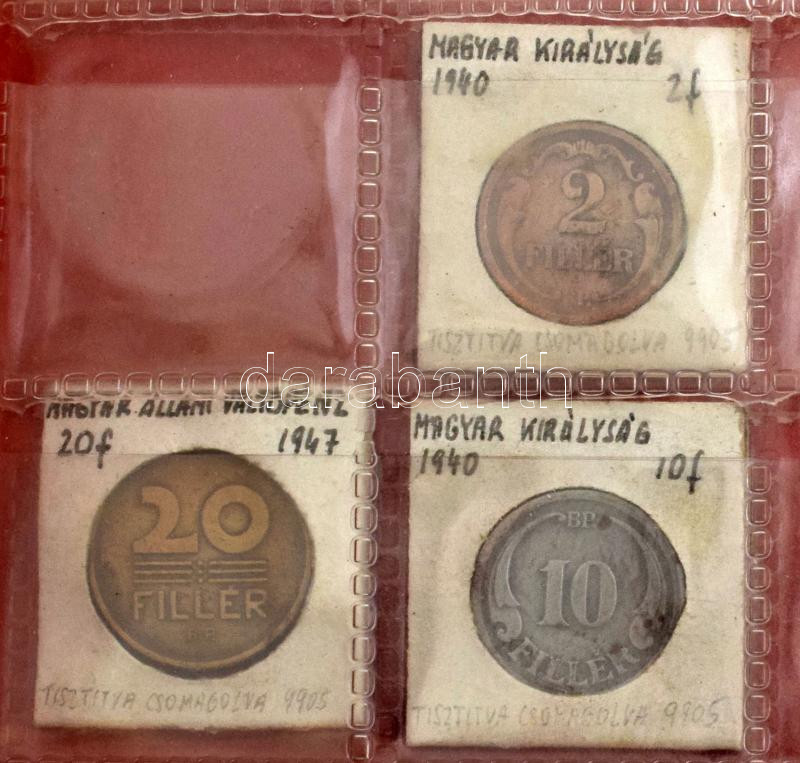 MAGYAR KIRÁLYSÁG
1940 2f
2
FILLÉR
TISZTITVA CSOMAGOLVA 9905
darabanth
MAGYAR ÁLLAMI VÁLTÓPÉNZ
20f 1947
20
FILLÉR
BP
TISZTITVA CSOMAGOLVA 9905
MAGYAR KIRÁLYSÁG
1940 10f
BP
10
FILLÉR
TISZTITVA CSOMAGOLVA 9905